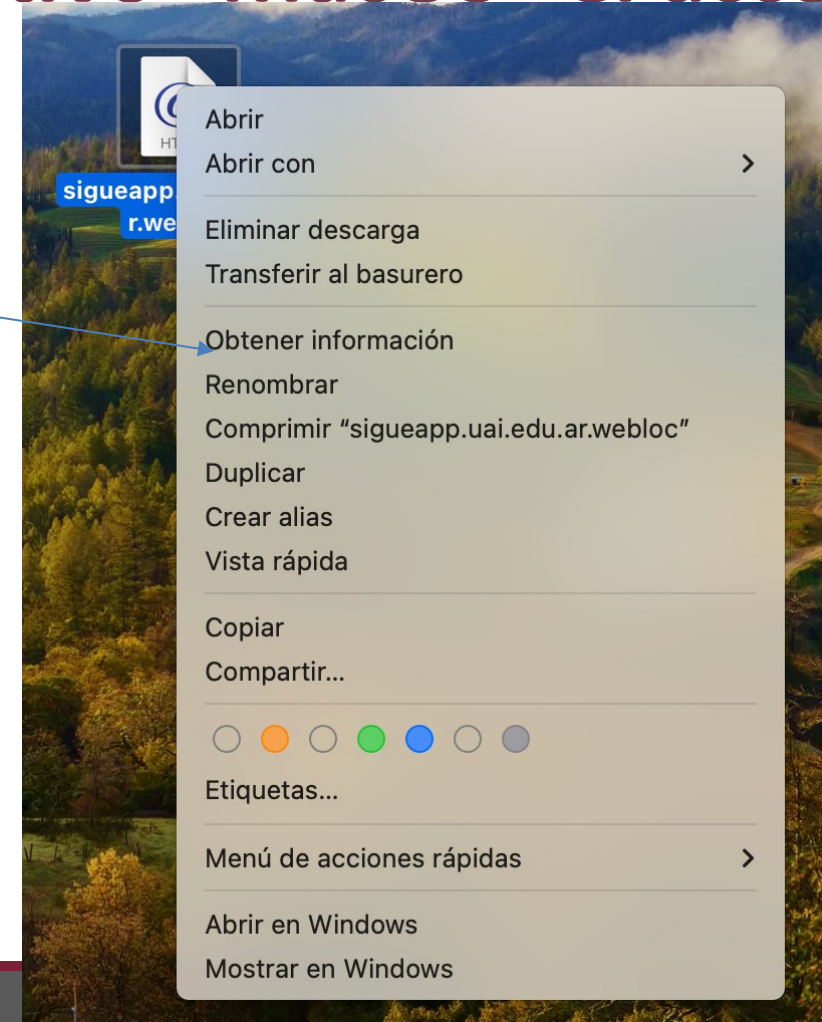 HT
sigueapp.
r.we
Abrir
Abrir con
Eliminar descarga
Transferir al basurero
Obtener información
Renombrar
Comprimir “sigueapp.uai.edu.ar.webloc”
Duplicar
Crear alias
Vista rápida
Copiar
Compartir...
Etiquetas...
Menú de acciones rápidas
Abrir en Windows
Mostrar en Windows